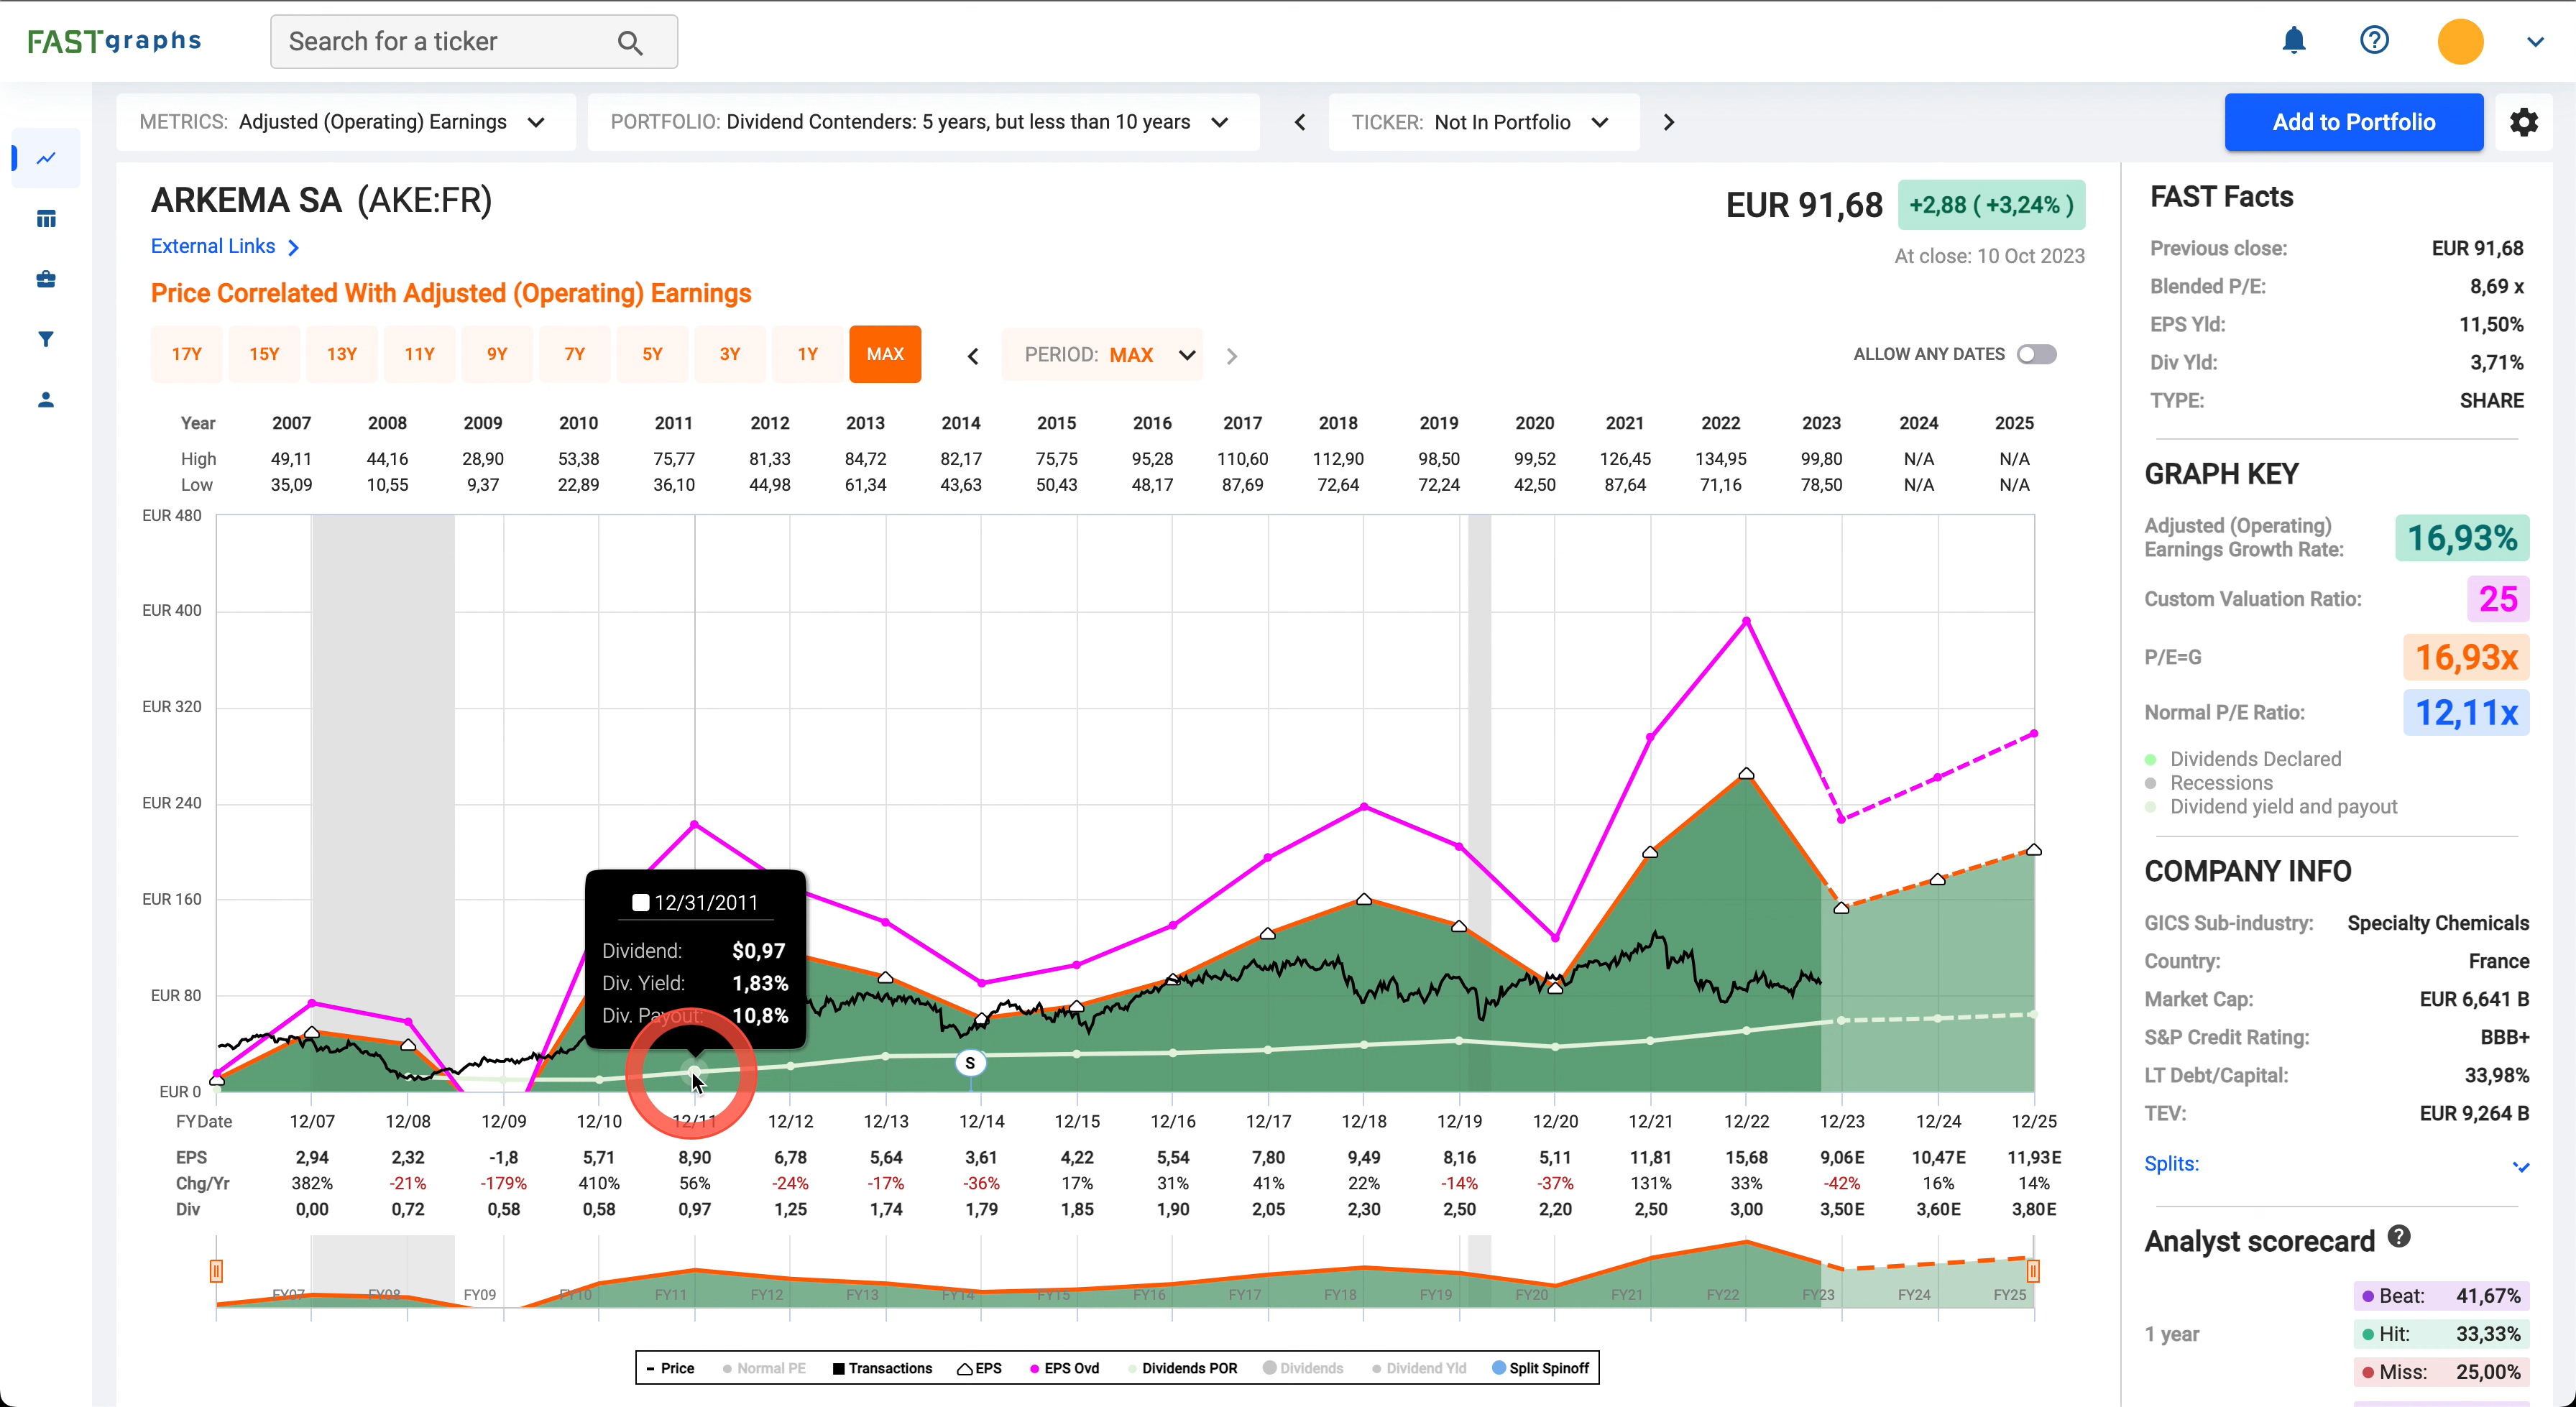 FASTgraphs
Search for a ticker
METRICS: Adjusted (Operating) Earnings
PORTFOLIO: Dividend Contenders: 5 years, but less than 10 years
TICKER: Not In Portfolio
Add to Portfolio
ARKEMA SA (AKE:FR)
EUR 91,68 +2,88 ( +3,24% )
External Links
At close: 10 Oct 2023
Price Correlated With Adjusted (Operating) Earnings
17Y 15Y 13Y 11Y 9Y 7Y 5Y 3Y 1Y MAX
PERIOD: MAX
ALLOW ANY DATES
Year 2007 2008 2009 2010 2011 2012 2013 2014 2015 2016 2017 2018 2019 2020 2021 2022 2023 2024 2025
High 49,11 44,16 28,90 53,38 75,77 81,33 84,72 82,17 75,75 95,28 110,60 112,90 98,50 99,52 126,45 134,95 99,80 N/A N/A
Low 35,09 10,55 9,37 22,89 36,10 44,98 61,34 43,63 50,43 48,17 87,69 72,64 72,24 42,50 87,64 71,16 78,50 N/A N/A
EUR 480
EUR 400
EUR 320
EUR 240
EUR 160
EUR 80
EUR 0
12/31/2011
Dividend: $0,97
Div. Yield: 1,83%
Div. Payout: 10,8%
S
FYDate 12/07 12/08 12/09 12/10 12/11 12/12 12/13 12/14 12/15 12/16 12/17 12/18 12/19 12/20 12/21 12/22 12/23 12/24 12/25
EPS 2,94 2,32 -1,8 5,71 8,90 6,78 5,64 3,61 4,22 5,54 7,80 9,49 8,16 5,11 11,81 15,68 9,06E 10,47E 11,93E
Chg/Yr 382% -21% -179% 410% 56% -24% -17% -36% 17% 31% 41% 22% -14% -37% 131% 33% -42% 16% 14%
Div 0,00 0,72 0,58 0,58 0,97 1,25 1,74 1,79 1,85 1,90 2,05 2,30 2,50 2,20 2,50 3,00 3,50E 3,60E 3,80E
FY07 FY08 FY09 FY10 FY11 FY12 FY13 FY14 FY15 FY16 FY17 FY18 FY19 FY20 FY21 FY22 FY23 FY24 FY25
Price Normal PE Transactions EPS EPS Ovd Dividends POR Dividends Dividend Yld Split Spinoff
FAST Facts
Previous close: EUR 91,68
Blended P/E: 8,69 x
EPS Yld: 11,50%
Div Yld: 3,71%
TYPE: SHARE
GRAPH KEY
Adjusted (Operating)
Earnings Growth Rate: 16,93%
Custom Valuation Ratio: 25
P/E=G 16,93x
Normal P/E Ratio: 12,11x
Dividends Declared
Recessions
Dividend yield and payout
COMPANY INFO
GICS Sub-industry: Specialty Chemicals
Country: France
Market Cap: EUR 6,641 B
S&P Credit Rating: BBB+
LT Debt/Capital: 33,98%
TEV: EUR 9,264 B
Splits:
Analyst scorecard
Beat: 41,67%
1 year Hit: 33,33%
Miss: 25,00%